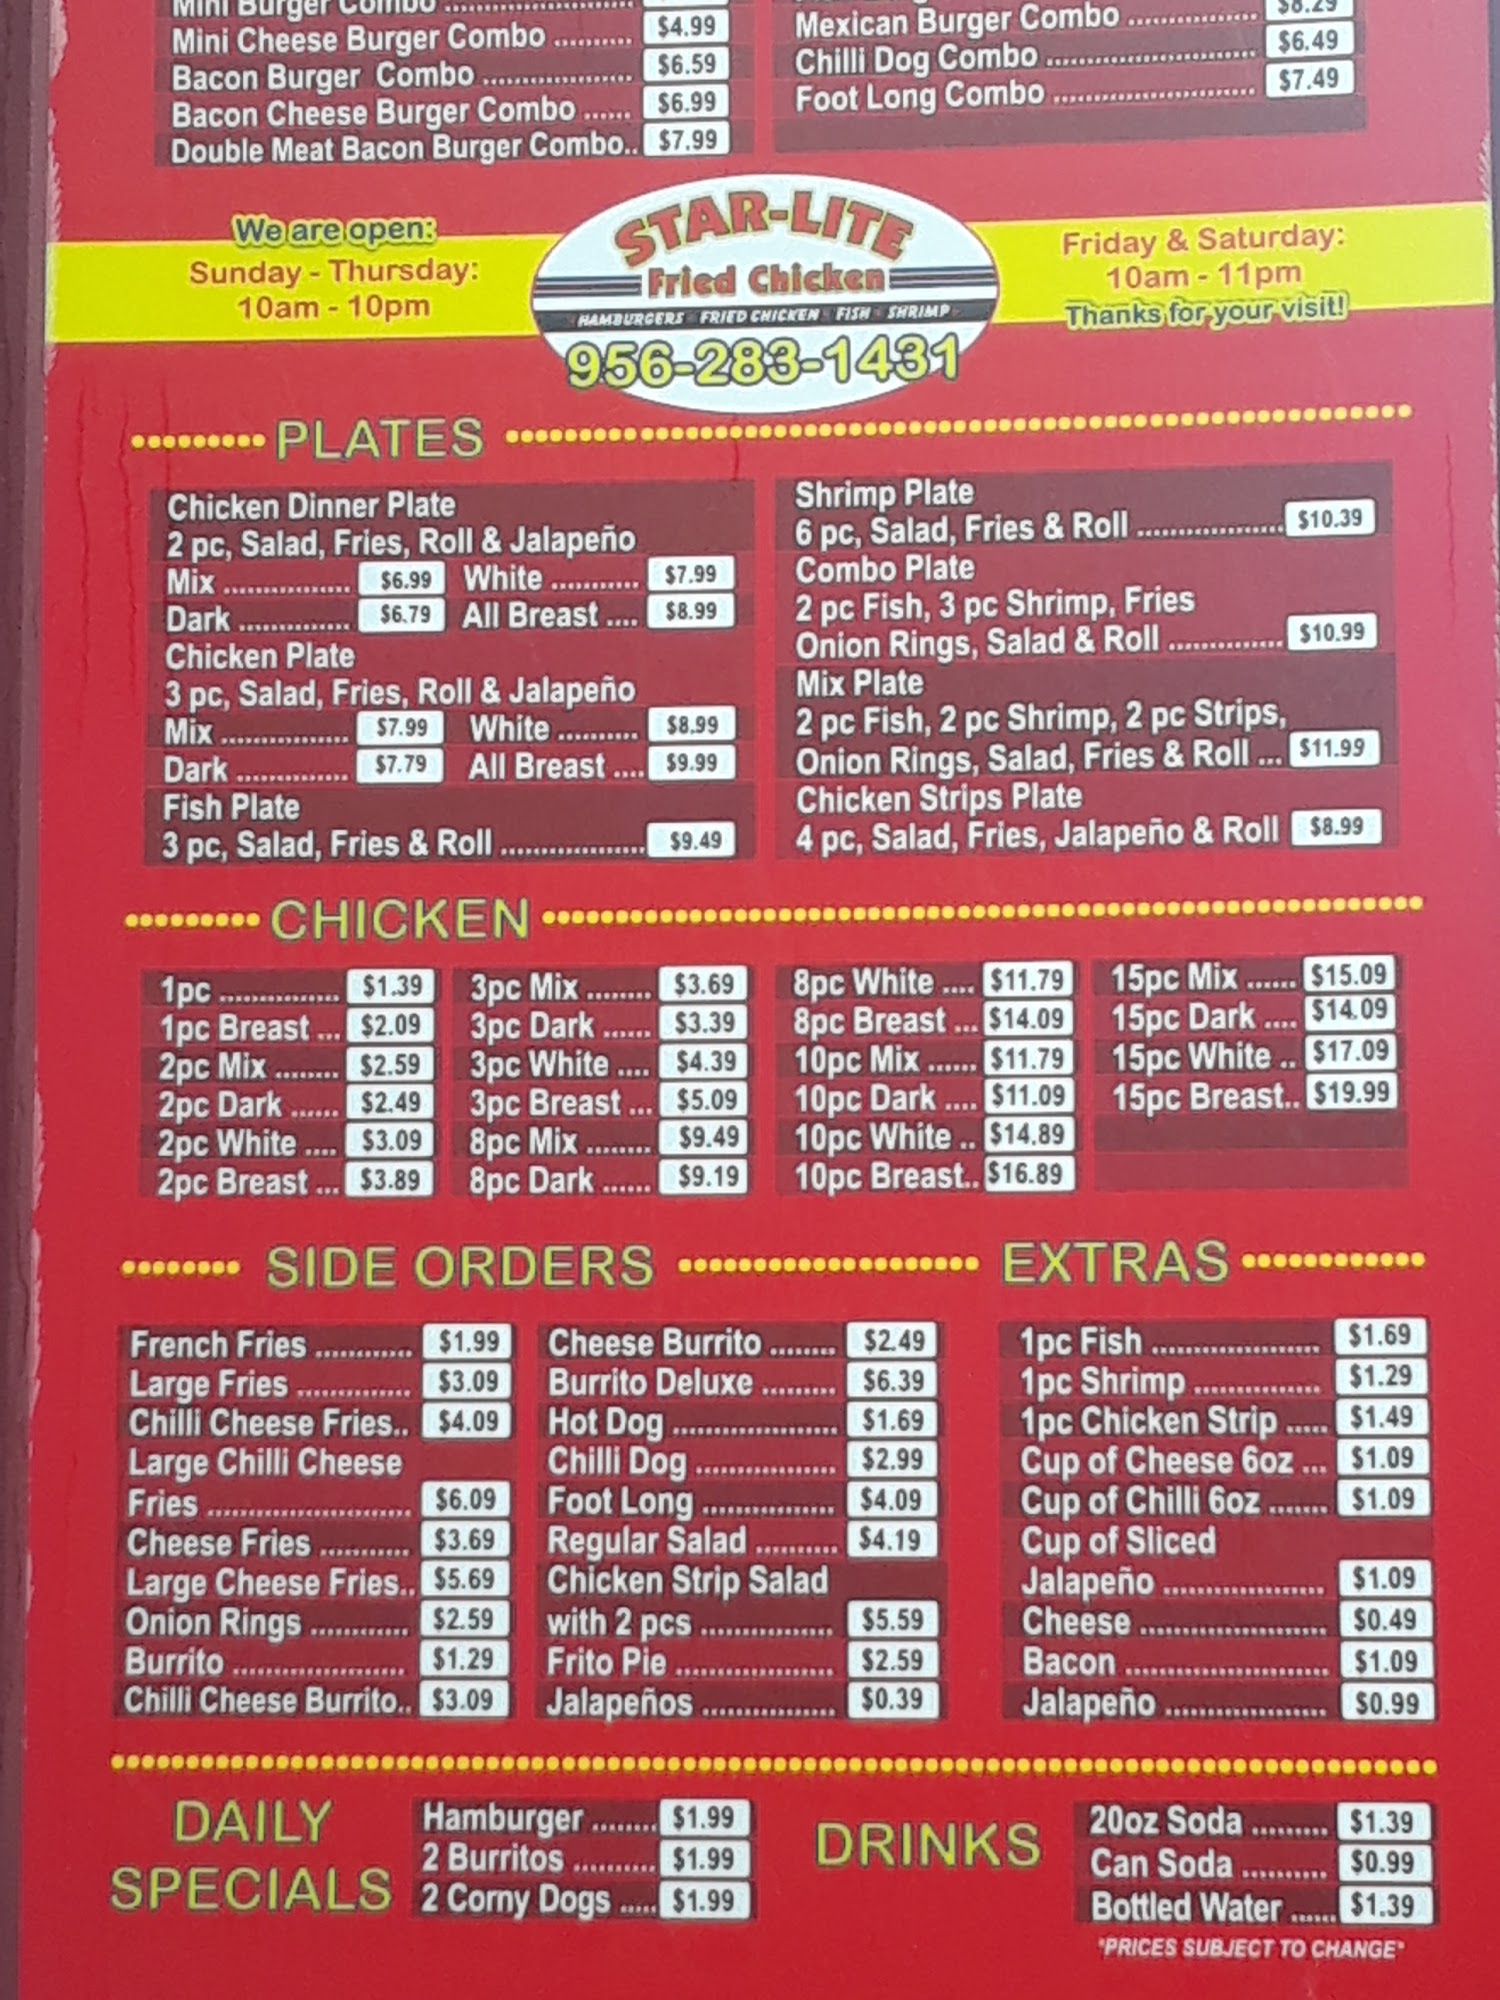 Mini Burger Combo
Mini Cheese Burger Combo .......... $4.99
Bacon Burger Combo .................... $6.59
Bacon Cheese Burger Combo ...... $6.99
Double Meat Bacon Burger Combo.. $7.99
$8.29
Mexican Burger Combo ................. $6.49
Chilli Dog Combo ............................ $7.49
Foot Long Combo ...........................
We are open:
Sunday - Thursday:
10am - 10pm
STAR-LITE
Fried Chicken
HAMBURGERS FRIED CHICKEN FISH SHRIMP
956-283-1431
Friday & Saturday:
10am - 11pm
Thanks for your visit!
PLATES
Chicken Dinner Plate
2 pc, Salad, Fries, Roll & Jalapeño
Mix ................ $6.99 White ........... $7.99
Dark .............. $6.79 All Breast .... $8.99
Chicken Plate
3 pc, Salad, Fries, Roll & Jalapeño
Mix ................ $7.99 White .......... $8.99
Dark .............. $7.79 All Breast .... $9.99
Fish Plate
3 pc, Salad, Fries & Roll .................. $9.49
Shrimp Plate
6 pc, Salad, Fries & Roll .................. $10.39
Combo Plate
2 pc Fish, 3 pc Shrimp, Fries
Onion Rings, Salad & Roll .............. $10.99
Mix Plate
2 pc Fish, 2 pc Shrimp, 2 pc Strips,
Onion Rings, Salad, Fries & Roll ... $11.99
Chicken Strips Plate
4 pc, Salad, Fries, Jalapeño & Roll $8.99
CHICKEN
1pc ............... $1.39
1pc Breast ... $2.09
2pc Mix ........ $2.59
2pc Dark ...... $2.49
2pc White .... $3.09
2pc Breast ... $3.89
3pc Mix ........ $3.69
3pc Dark ...... $3.39
3pc White .... $4.39
3pc Breast ... $5.09
8pc Mix ........ $9.49
8pc Dark ...... $9.19
8pc White .... $11.79
8pc Breast ... $14.09
10pc Mix ...... $11.79
10pc Dark .... $11.09
10pc White .. $14.89
10pc Breast.. $16.89
15pc Mix ...... $15.09
15pc Dark .... $14.09
15pc White .. $17.09
15pc Breast.. $19.99
SIDE ORDERS
French Fries ............ $1.99
Large Fries .............. $3.09
Chilli Cheese Fries.. $4.09
Large Chilli Cheese
Fries ......................... $6.09
Cheese Fries ........... $3.69
Large Cheese Fries.. $5.69
Onion Rings ............ $2.59
Burrito ...................... $1.29
Chilli Cheese Burrito.. $3.09
Cheese Burrito ........ $2.49
Burrito Deluxe ......... $6.39
Hot Dog .................... $1.69
Chilli Dog ................. $2.99
Foot Long ................ $4.09
Regular Salad .......... $4.19
Chicken Strip Salad
with 2 pcs ................ $5.59
Frito Pie ................... $2.59
Jalapeños ................ $0.39
EXTRAS
1pc Fish ..................... $1.69
1pc Shrimp ................ $1.29
1pc Chicken Strip ..... $1.49
Cup of Cheese 6oz ... $1.09
Cup of Chilli 6oz ....... $1.09
Cup of Sliced
Jalapeño .................... $1.09
Cheese ....................... $0.49
Bacon ......................... $1.09
Jalapeño .................... $0.99
DAILY
SPECIALS
Hamburger ........ $1.99
2 Burritos .......... $1.99
2 Corny Dogs ..... $1.99
DRINKS
20oz Soda ......... $1.39
Can Soda .......... $0.99
Bottled Water ...... $1.39
*PRICES SUBJECT TO CHANGE*